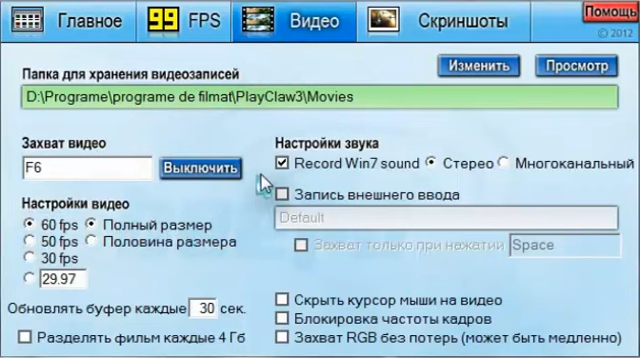 Главное 99 FPS Видео Скриншоты Помощь
© 2012
Папка для хранения видеозаписей Изменить Просмотр
D:\Programe\programe de filmat\PlayClaw3\Movies
Захват видео
F6 Выключить
Настройки видео
60 fps Полный размер
50 fps Половина размера
30 fps
29.97
Обновлять буфер каждые 30 сек.
Разделять фильм каждые 4 Гб
Настройки звука
Record Win7 sound Стерео Многоканальный
Запись внешнего ввода
Default
Захват только при нажатии Space
Скрыть курсор мыши на видео
Блокировка частоты кадров
Захват RGB без потерь (может быть медленно)